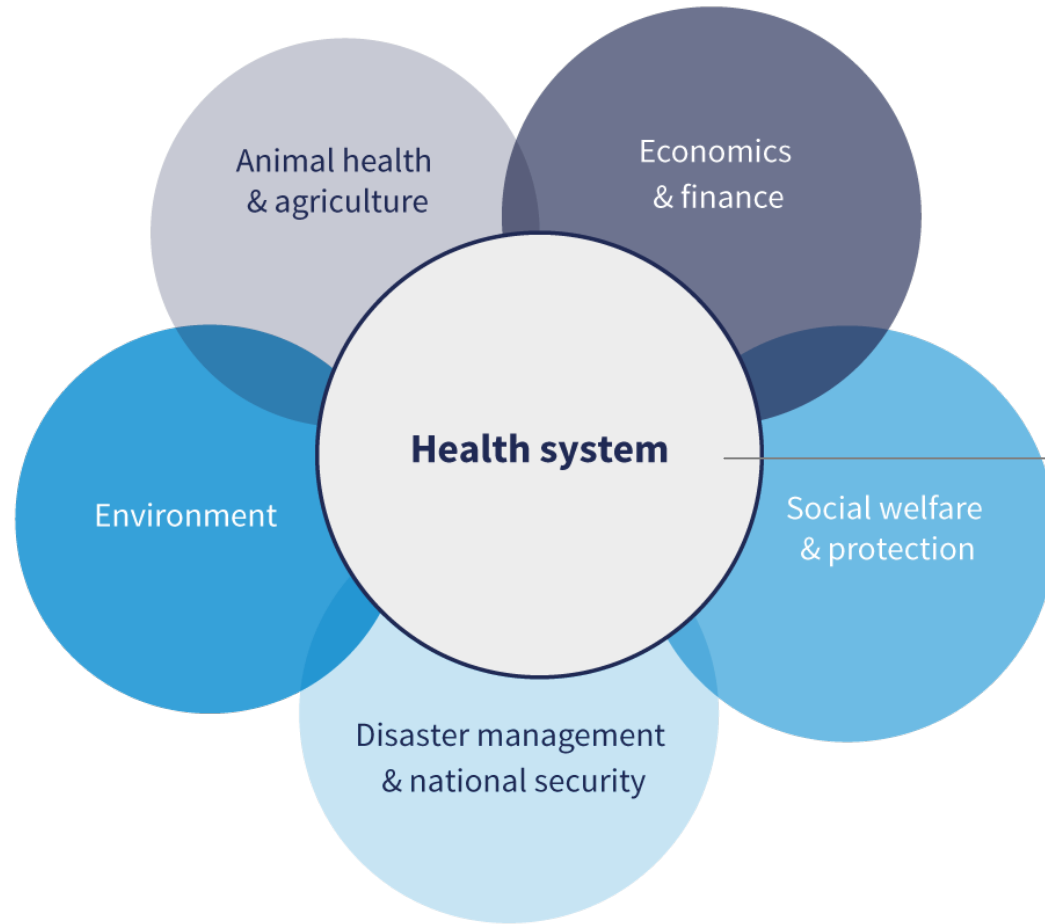 Animal health
& agriculture
Economics
& finance
Health system
Environment
Social welfare
& protection
Disaster management
& national security